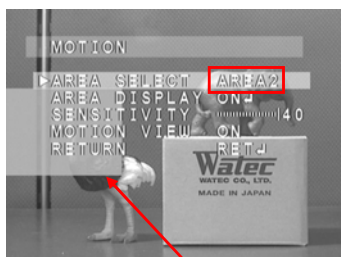 MOTION
▷AREA SELECT AREA2
AREA DISPLAY ON↲
SENSITIVITY |40
MOTION VIEW ON
RETURN RET↲
Watec
WATEC CO., LTD.
MADE IN JAPAN